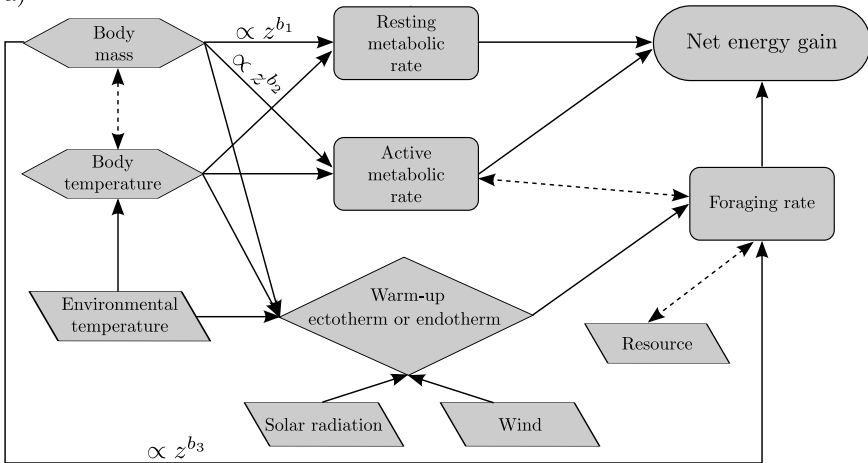 a)
Body
mass
∝ z^{b_1}
∝ z^{b_2}
Resting
metabolic
rate
Net energy gain
Body
temperature
Active
metabolic
rate
Foraging rate
Environmental
temperature
Warm-up
ectotherm or endotherm
Resource
Solar radiation
Wind
∝ z^{b_3}